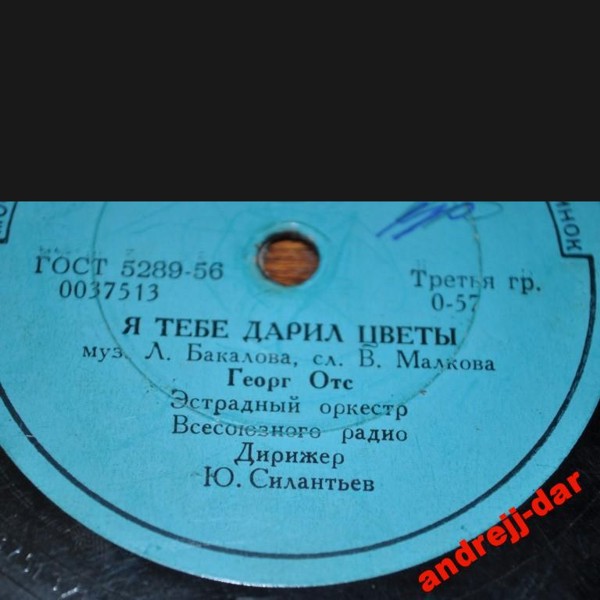 ИНОК
ГОСТ 5289-56
0037513
Третья гр.
0-57
Я ТЕБЕ ДАРИЛ ЦВЕТЫ
муз. Л. Бакалова, сл. В. Малкова
Георг Отс
Эстрадный оркестр
Всесоюзного радио
Дирижер
Ю. Силантьев
andrejj-dar